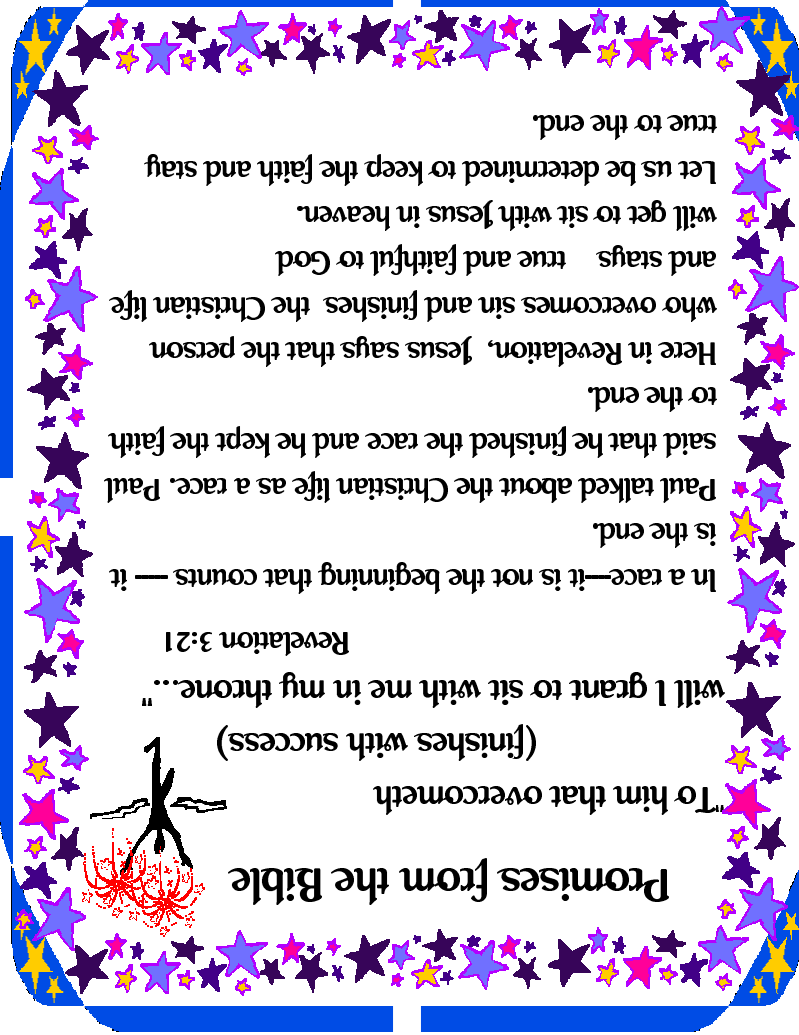 Promises from the Bible
"To him that overcometh
(finishes with success)
will I grant to sit with me in my throne..."
Revelation 3:21
In a race—it is not the beginning that counts — it
is the end.
Paul talked about the Christian life as a race. Paul
said that he finished the race and he kept the faith
to the end.
Here in Revelation, Jesus says that the person
who overcomes sin and finishes the Christian life
and stays true and faithful to God
will get to sit with Jesus in heaven.
Let us be determined to keep the faith and stay
true to the end.